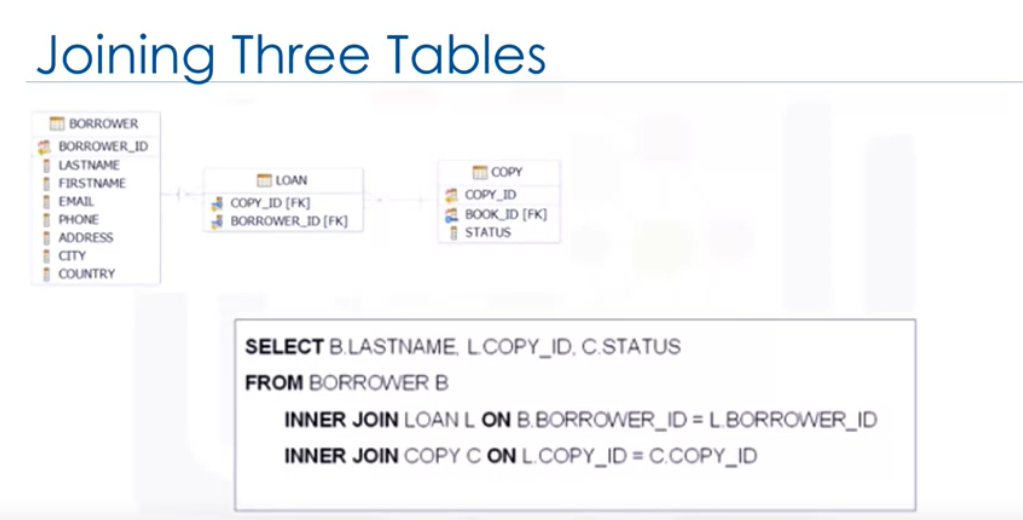 Joining Three Tables
BORROWER
BORROWER_ID
LASTNAME
FIRSTNAME
EMAIL
PHONE
ADDRESS
CITY
COUNTRY
LOAN
COPY_ID [FK]
BORROWER_ID [FK]
COPY
COPY_ID
BOOK_ID [FK]
STATUS
SELECT B.LASTNAME, L.COPY_ID, C.STATUS
FROM BORROWER B
INNER JOIN LOAN L ON B.BORROWER_ID = L.BORROWER_ID
INNER JOIN COPY C ON L.COPY_ID = C.COPY_ID